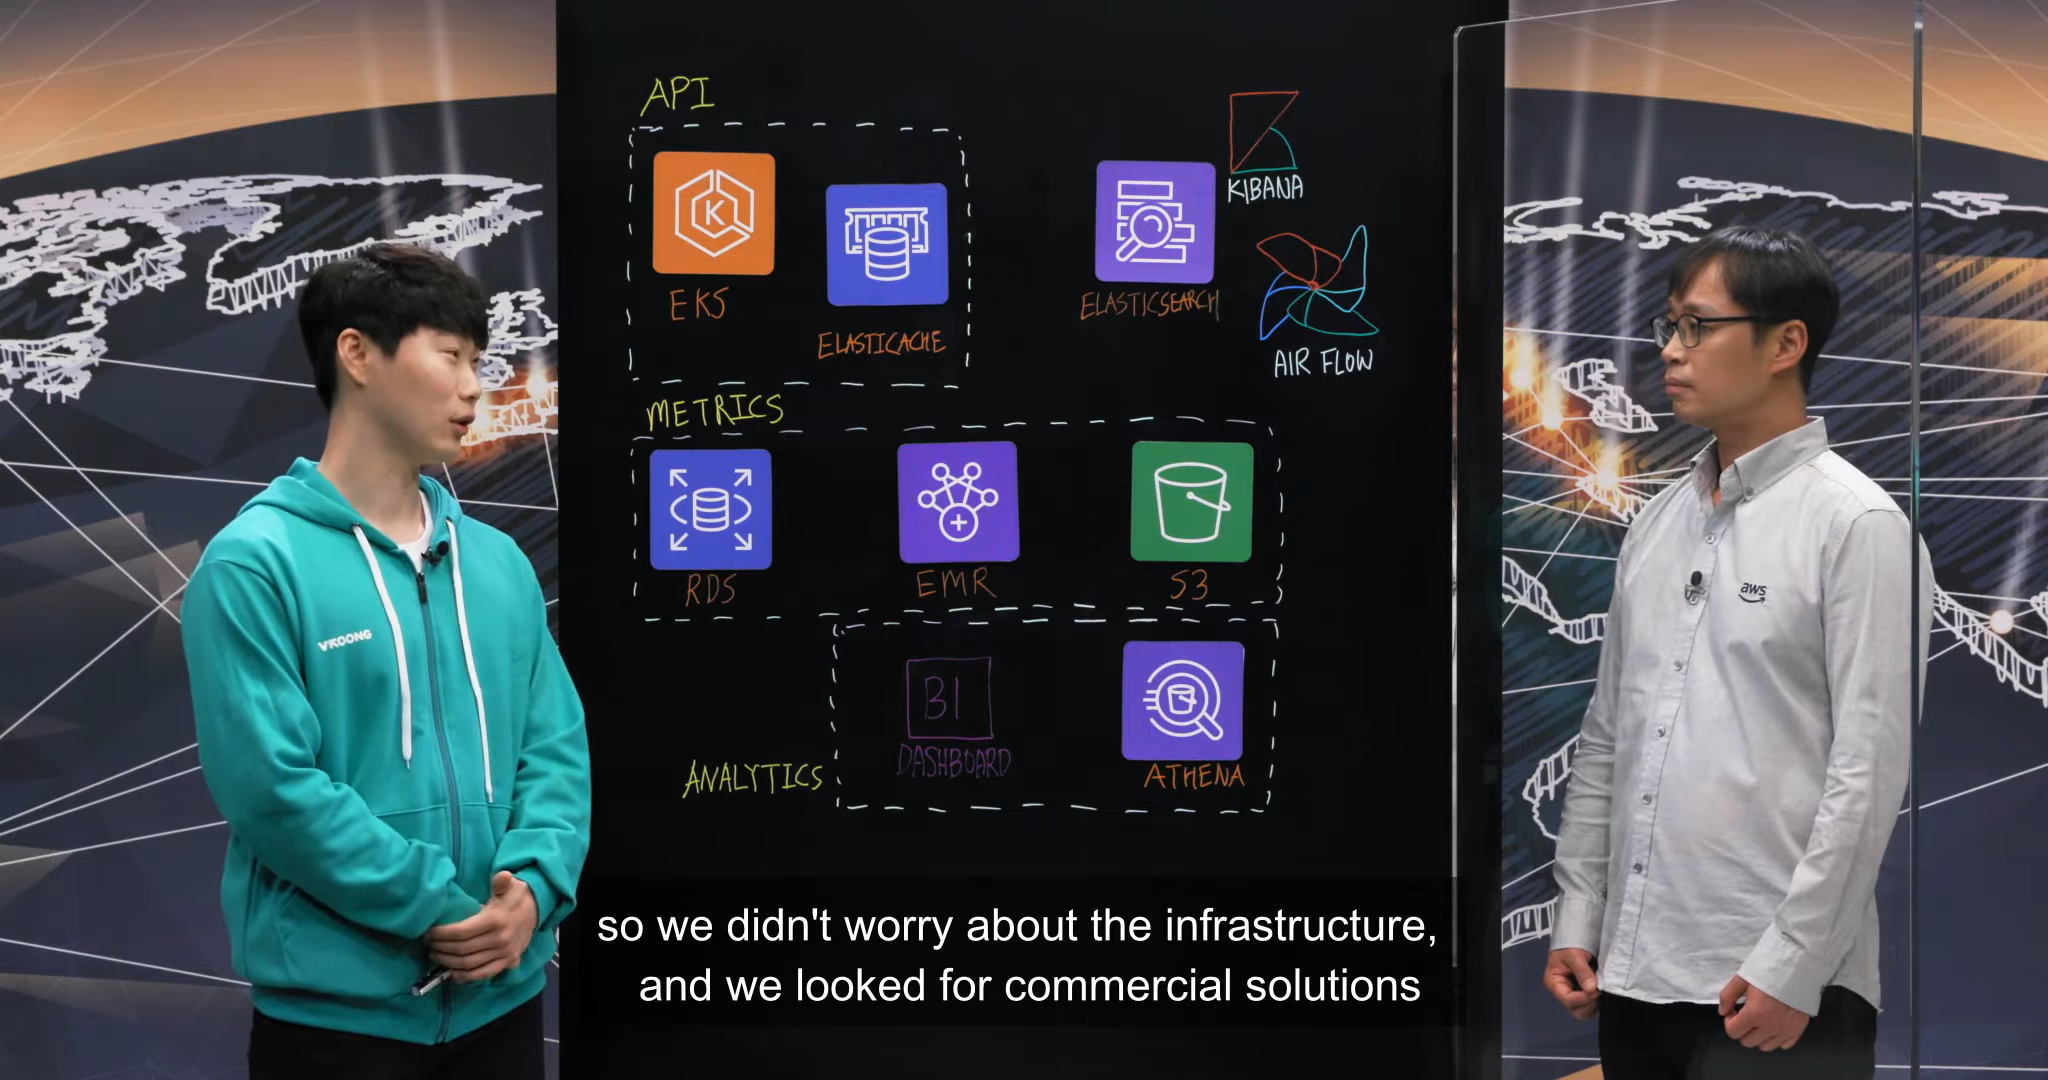 API
EKS
ELASTICACHE
ELASTICSEARCH
KIBANA
AIR FLOW
METRICS
RDS
EMR
S3
BI
DASHBOARD
ANALYTICS
ATHENA
VROONG
aws
so we didn't worry about the infrastructure,
and we looked for commercial solutions